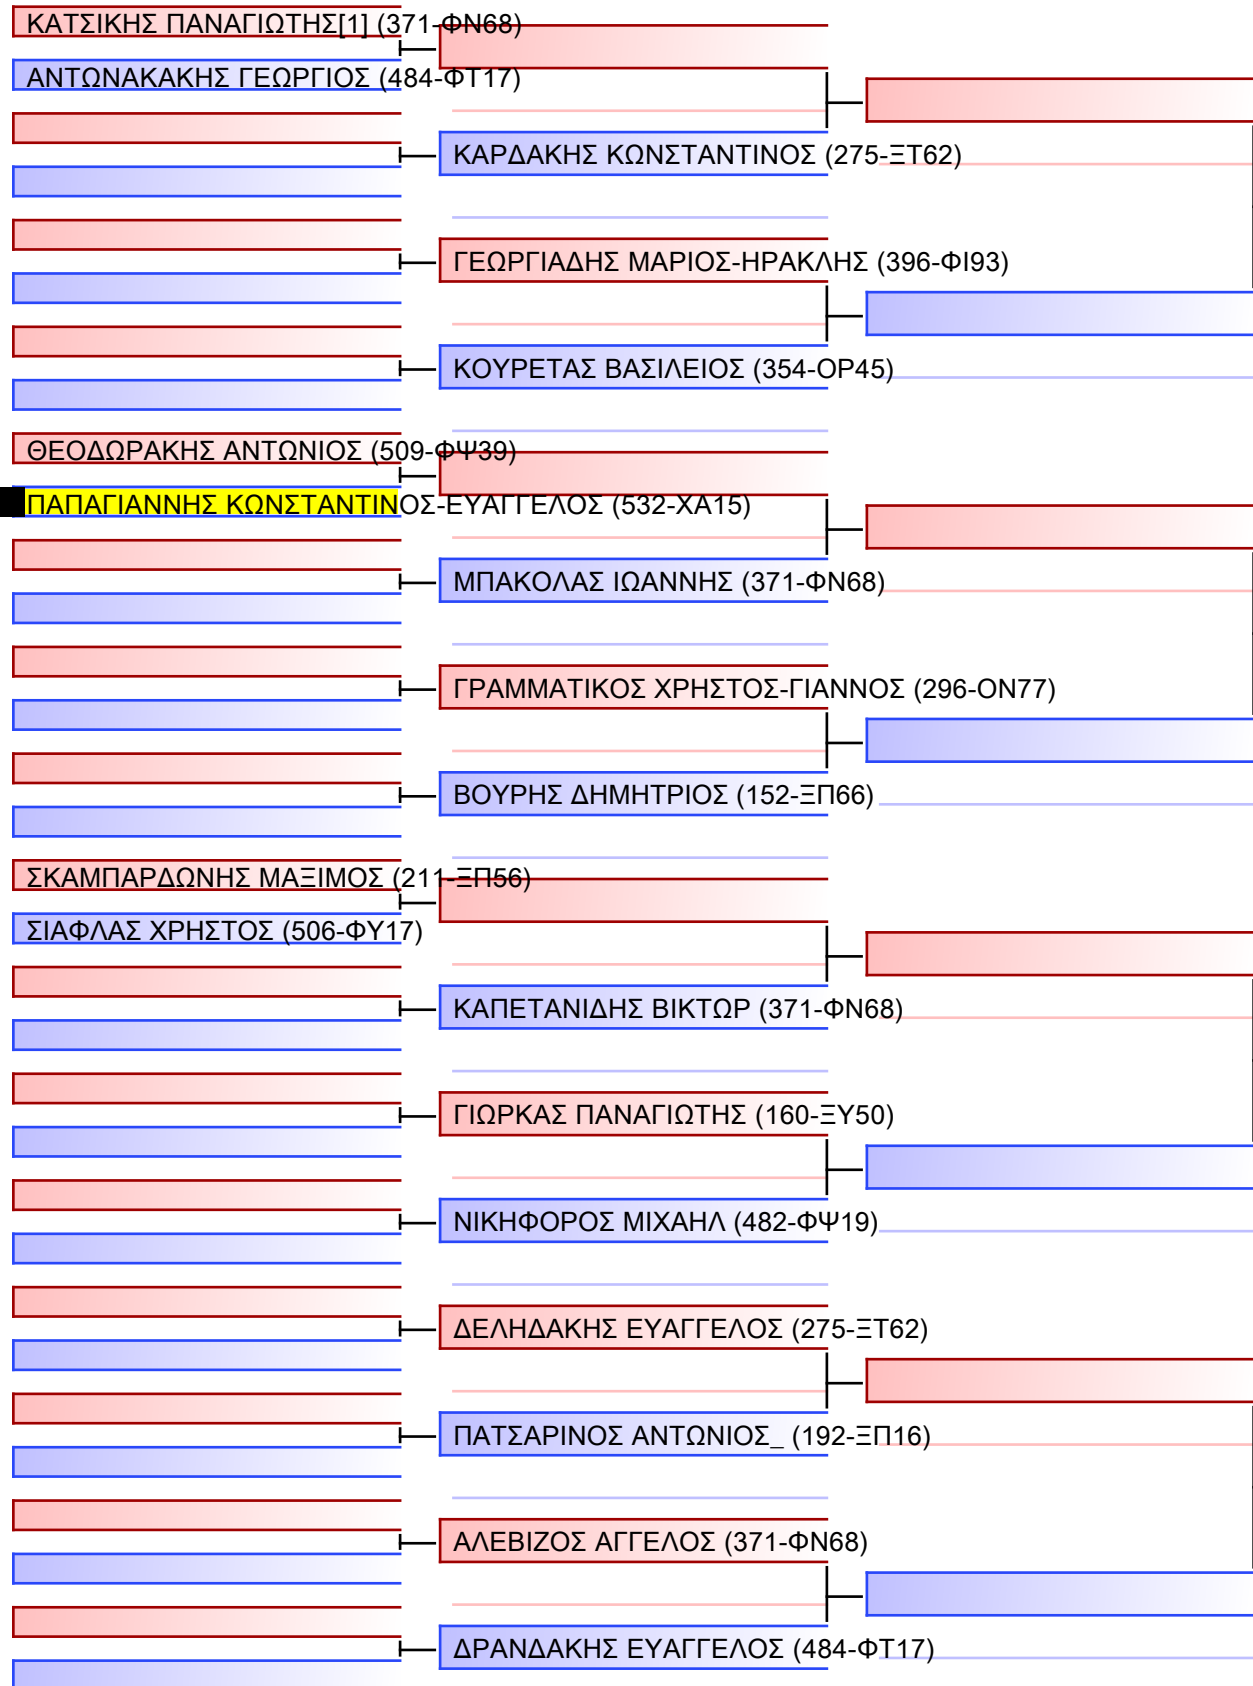 ΚΑΤΣΙΚΗΣ ΠΑΝΑΓΙΩΤΗΣ[1] (371-ΦΝ68)
ΑΝΤΩΝΑΚΑΚΗΣ ΓΕΩΡΓΙΟΣ (484-ΦΤ17)
ΚΑΡΔΑΚΗΣ ΚΩΝΣΤΑΝΤΙΝΟΣ (275-ΞΤ62)
ΓΕΩΡΓΙΑΔΗΣ ΜΑΡΙΟΣ-ΗΡΑΚΛΗΣ (396-ΦΙ93)
ΚΟΥΡΕΤΑΣ ΒΑΣΙΛΕΙΟΣ (354-ΟΡ45)
ΘΕΟΔΩΡΑΚΗΣ ΑΝΤΩΝΙΟΣ (509-ΦΨ39)
ΠΑΠΑΓΙΑΝΝΗΣ ΚΩΝΣΤΑΝΤΙΝΟΣ-ΕΥΑΓΓΕΛΟΣ (532-ΧΑ15)
ΜΠΑΚΟΛΑΣ ΙΩΑΝΝΗΣ (371-ΦΝ68)
ΓΡΑΜΜΑΤΙΚΟΣ ΧΡΗΣΤΟΣ-ΓΙΑΝΝΟΣ (296-ΟΝ77)
ΒΟΥΡΗΣ ΔΗΜΗΤΡΙΟΣ (152-ΞΠ66)
ΣΚΑΜΠΑΡΔΩΝΗΣ ΜΑΞΙΜΟΣ (211-ΞΠ56)
ΣΙΑΦΛΑΣ ΧΡΗΣΤΟΣ (506-ΦΥ17)
ΚΑΠΕΤΑΝΙΔΗΣ ΒΙΚΤΩΡ (371-ΦΝ68)
ΓΙΩΡΚΑΣ ΠΑΝΑΓΙΩΤΗΣ (160-ΞΥ50)
ΝΙΚΗΦΟΡΟΣ ΜΙΧΑΗΛ (482-ΦΨ19)
ΔΕΛΗΔΑΚΗΣ ΕΥΑΓΓΕΛΟΣ (275-ΞΤ62)
ΠΑΤΣΑΡΙΝΟΣ ΑΝΤΩΝΙΟΣ_ (192-ΞΠ16)
ΑΛΕΒΙΖΟΣ ΑΓΓΕΛΟΣ (371-ΦΝ68)
ΔΡΑΝΔΑΚΗΣ ΕΥΑΓΓΕΛΟΣ (484-ΦΤ17)